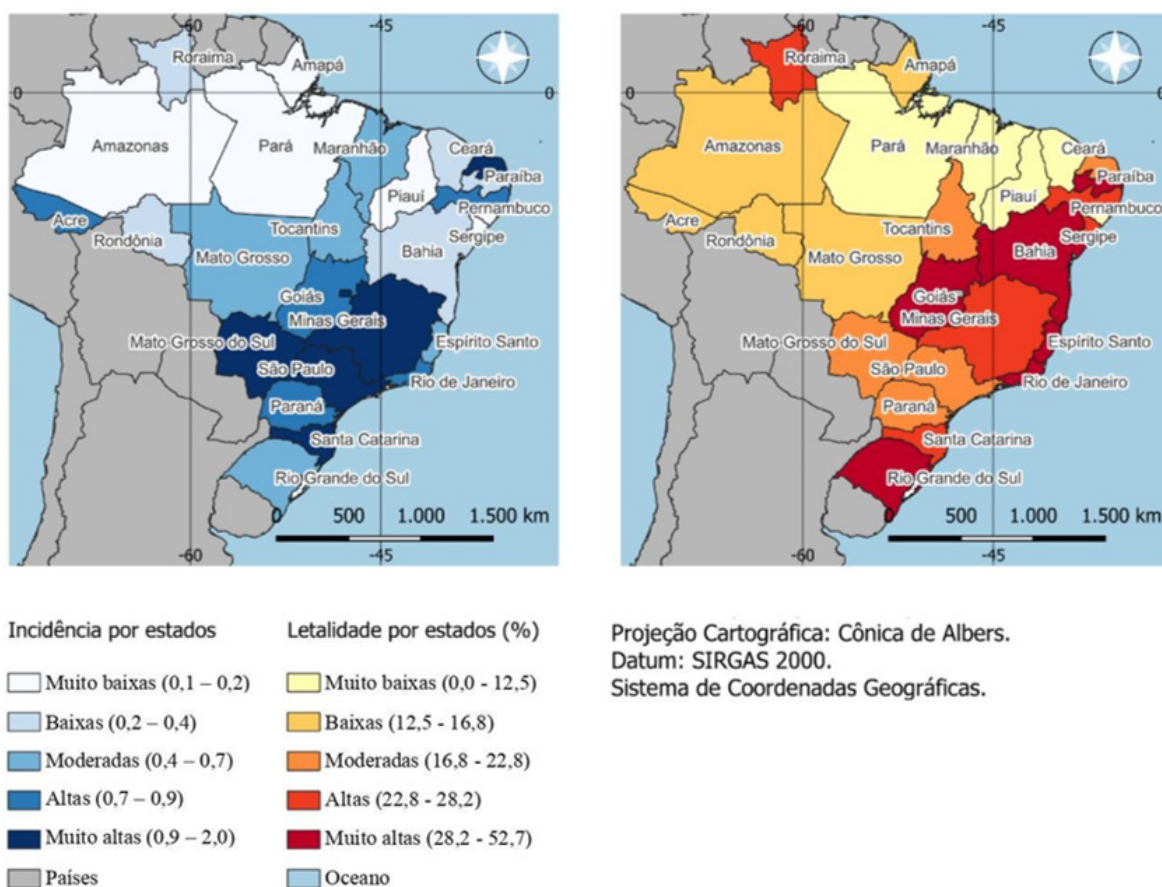 -60
-45
Roraima
Amapá
0
Amazonas
Pará
Maranhão
Ceará
Paraíba
Piauí
Pernambuco
Acre
Rondônia
Tocantins
Sergipe
Bahia
Mato Grosso
Goiás
Minas Gerais
Mato Grosso do Sul
Espírito Santo
São Paulo
Rio de Janeiro
Paraná
Santa Catarina
Rio Grande do Sul
0 500 1.000 1.500 km
-60
-45
-60
-45
Roraima
Amapá
0
Amazonas
Pará
Maranhão
Ceará
Paraíba
Piauí
Pernambuco
Acre
Rondônia
Tocantins
Sergipe
Bahia
Mato Grosso
Goiás
Minas Gerais
Mato Grosso do Sul
Espírito Santo
São Paulo
Rio de Janeiro
Paraná
Santa Catarina
Rio Grande do Sul
0 500 1.000 1.500 km
-60
-45
Incidência por estados
Muito baixas (0,1 – 0,2)
Baixas (0,2 – 0,4)
Moderadas (0,4 – 0,7)
Altas (0,7 – 0,9)
Muito altas (0,9 – 2,0)
Países
Letalidade por estados (%)
Muito baixas (0,0 - 12,5)
Baixas (12,5 - 16,8)
Moderadas (16,8 - 22,8)
Altas (22,8 - 28,2)
Muito altas (28,2 - 52,7)
Oceano
Projeção Cartográfica: Cônica de Albers.
Datum: SIRGAS 2000.
Sistema de Coordenadas Geográficas.